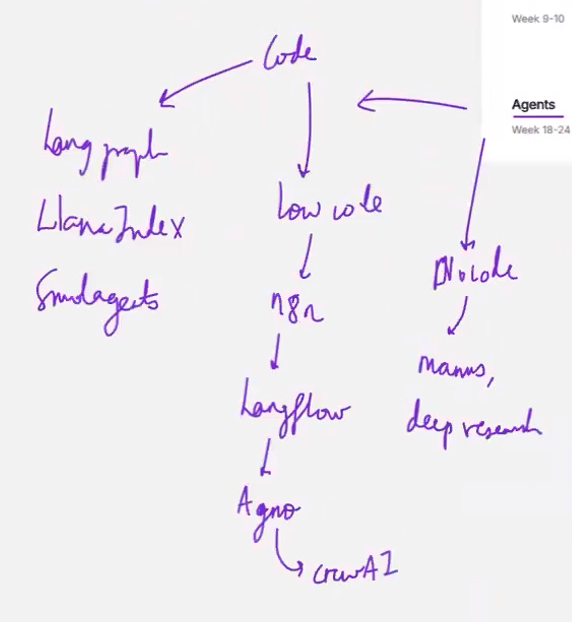 Week 9-10
Code
Agents
Week 18-24
Lang graph
LlamaIndex
Smolagents
Low code
n8n
Langflow
Agno
crewAI
No code
manus,
deep research